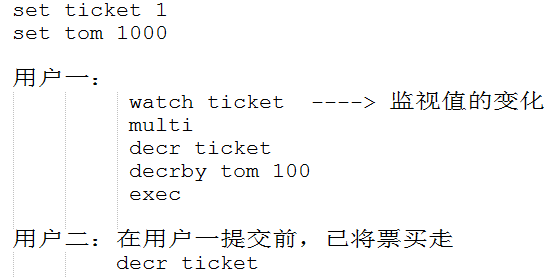 set ticket 1
set tom 1000
用户一：
watch ticket ----> 监视值的变化
multi
decr ticket
decrby tom 100
exec
用户二：在用户一提交前，已将票买走
decr ticket